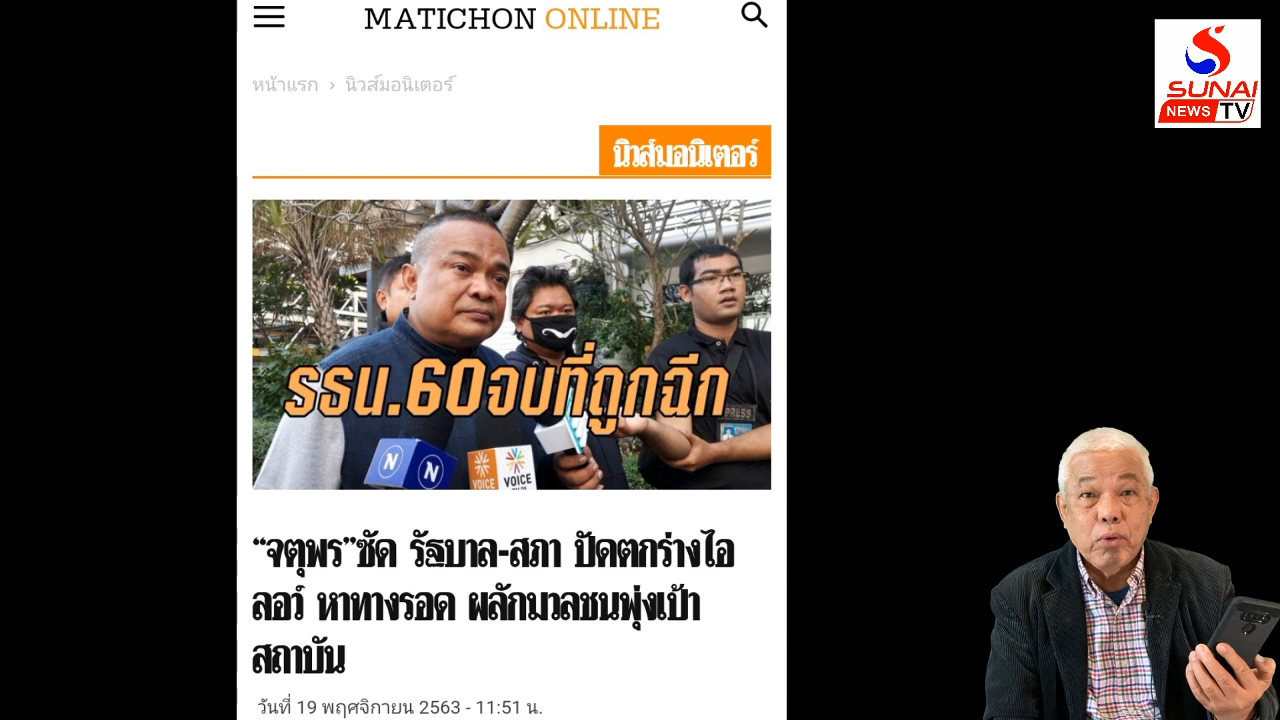 MATICHON ONLINE
SUNAI
NEWS TV
หน้าแรก › นิวส์มอนิเตอร์
นิวส์มอนิเตอร์
รธน.60จบที่ถูกฉีก
PRESS
N N
VOICE VOICE
“จตุพร”ซัด รัฐบาล-สภา ปัดตกร่างไอ
ลอว์ หาทางรอด ผลักมวลชนพุ่งเป้า
สถาบัน
วันที่ 19 พฤศจิกายน 2563 - 11:51 น.